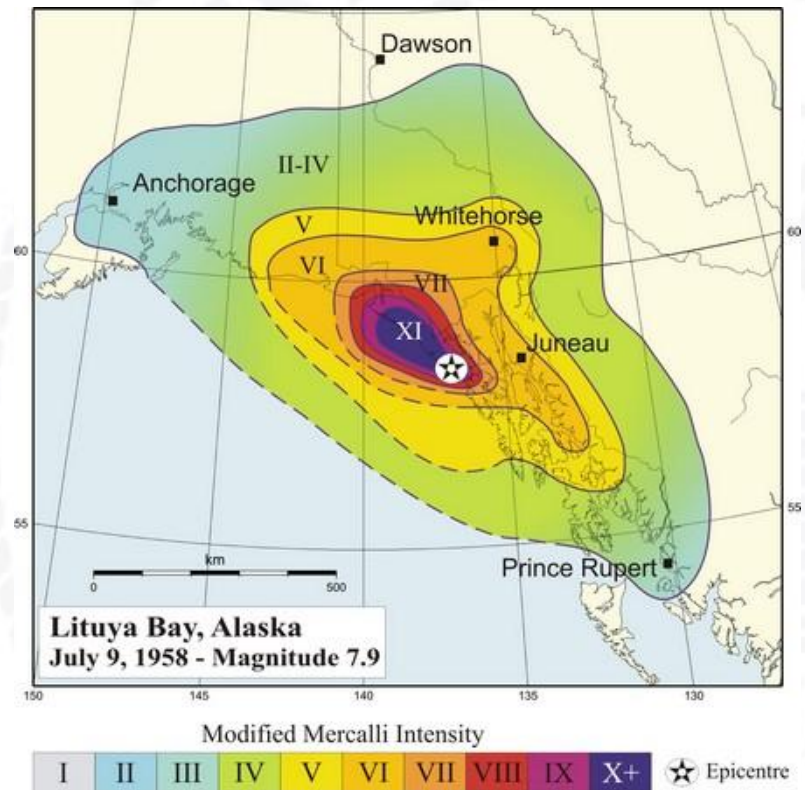 Dawson
II-IV
Anchorage
Whitehorse
V
60
60
VI
VII
XI
Juneau
55
55
km
0
500
Prince Rupert
Lituya Bay, Alaska
July 9, 1958 - Magnitude 7.9
150
145
140
135
130
Modified Mercalli Intensity
I II III IV V VI VII VIII IX X+ Epicentre